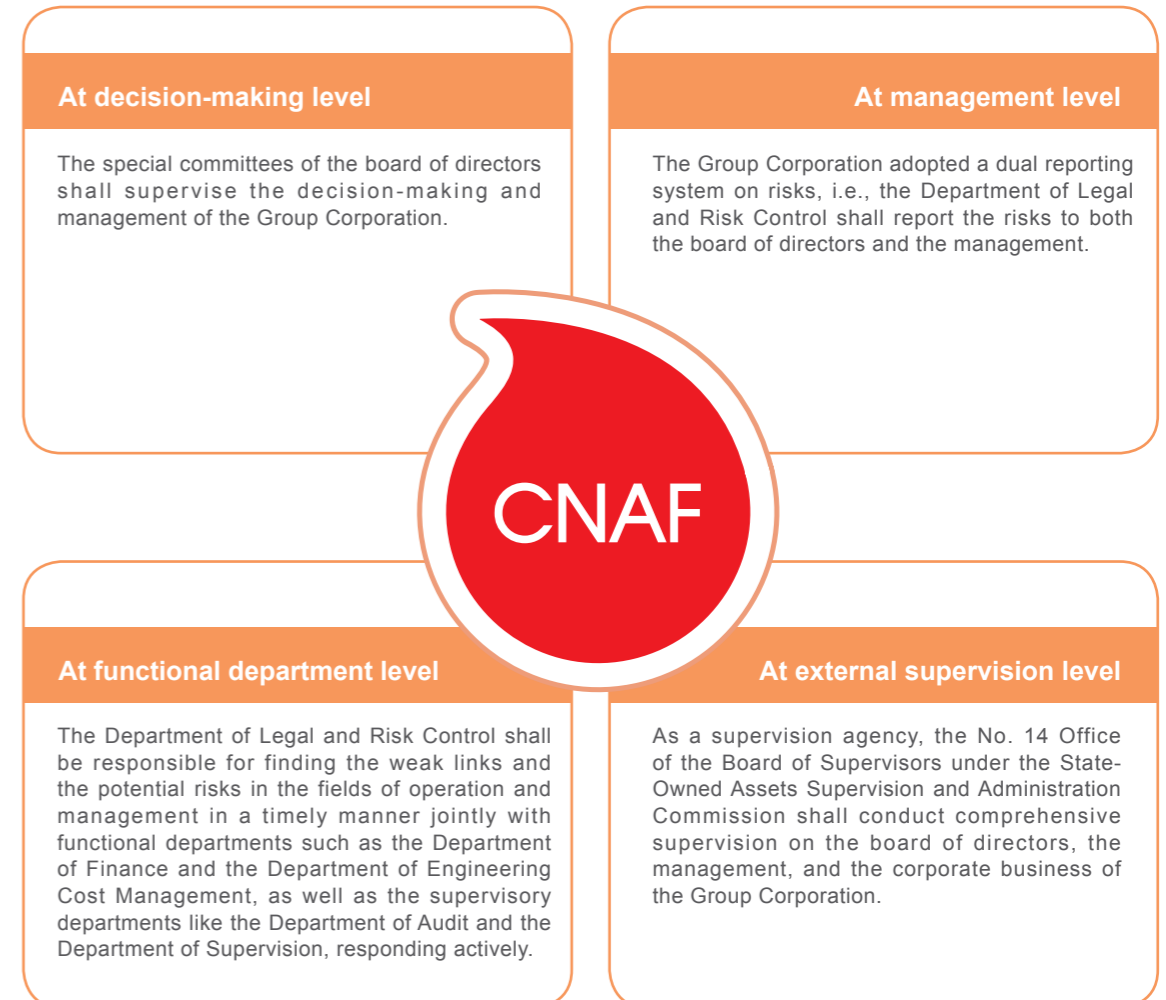 At decision-making level
The special committees of the board of directors
shall supervise the decision-making and
management of the Group Corporation.
At management level
The Group Corporation adopted a dual reporting
system on risks, i.e., the Department of Legal
and Risk Control shall report the risks to both
the board of directors and the management.
CNAF
At functional department level
The Department of Legal and Risk Control shall
be responsible for finding the weak links and
the potential risks in the fields of operation and
management in a timely manner jointly with
functional departments such as the Department
of Finance and the Department of Engineering
Cost Management, as well as the supervisory
departments like the Department of Audit and the
Department of Supervision, responding actively.
At external supervision level
As a supervision agency, the No. 14 Office
of the Board of Supervisors under the State-
Owned Assets Supervision and Administration
Commission shall conduct comprehensive
supervision on the board of directors, the
management, and the corporate business of
the Group Corporation.